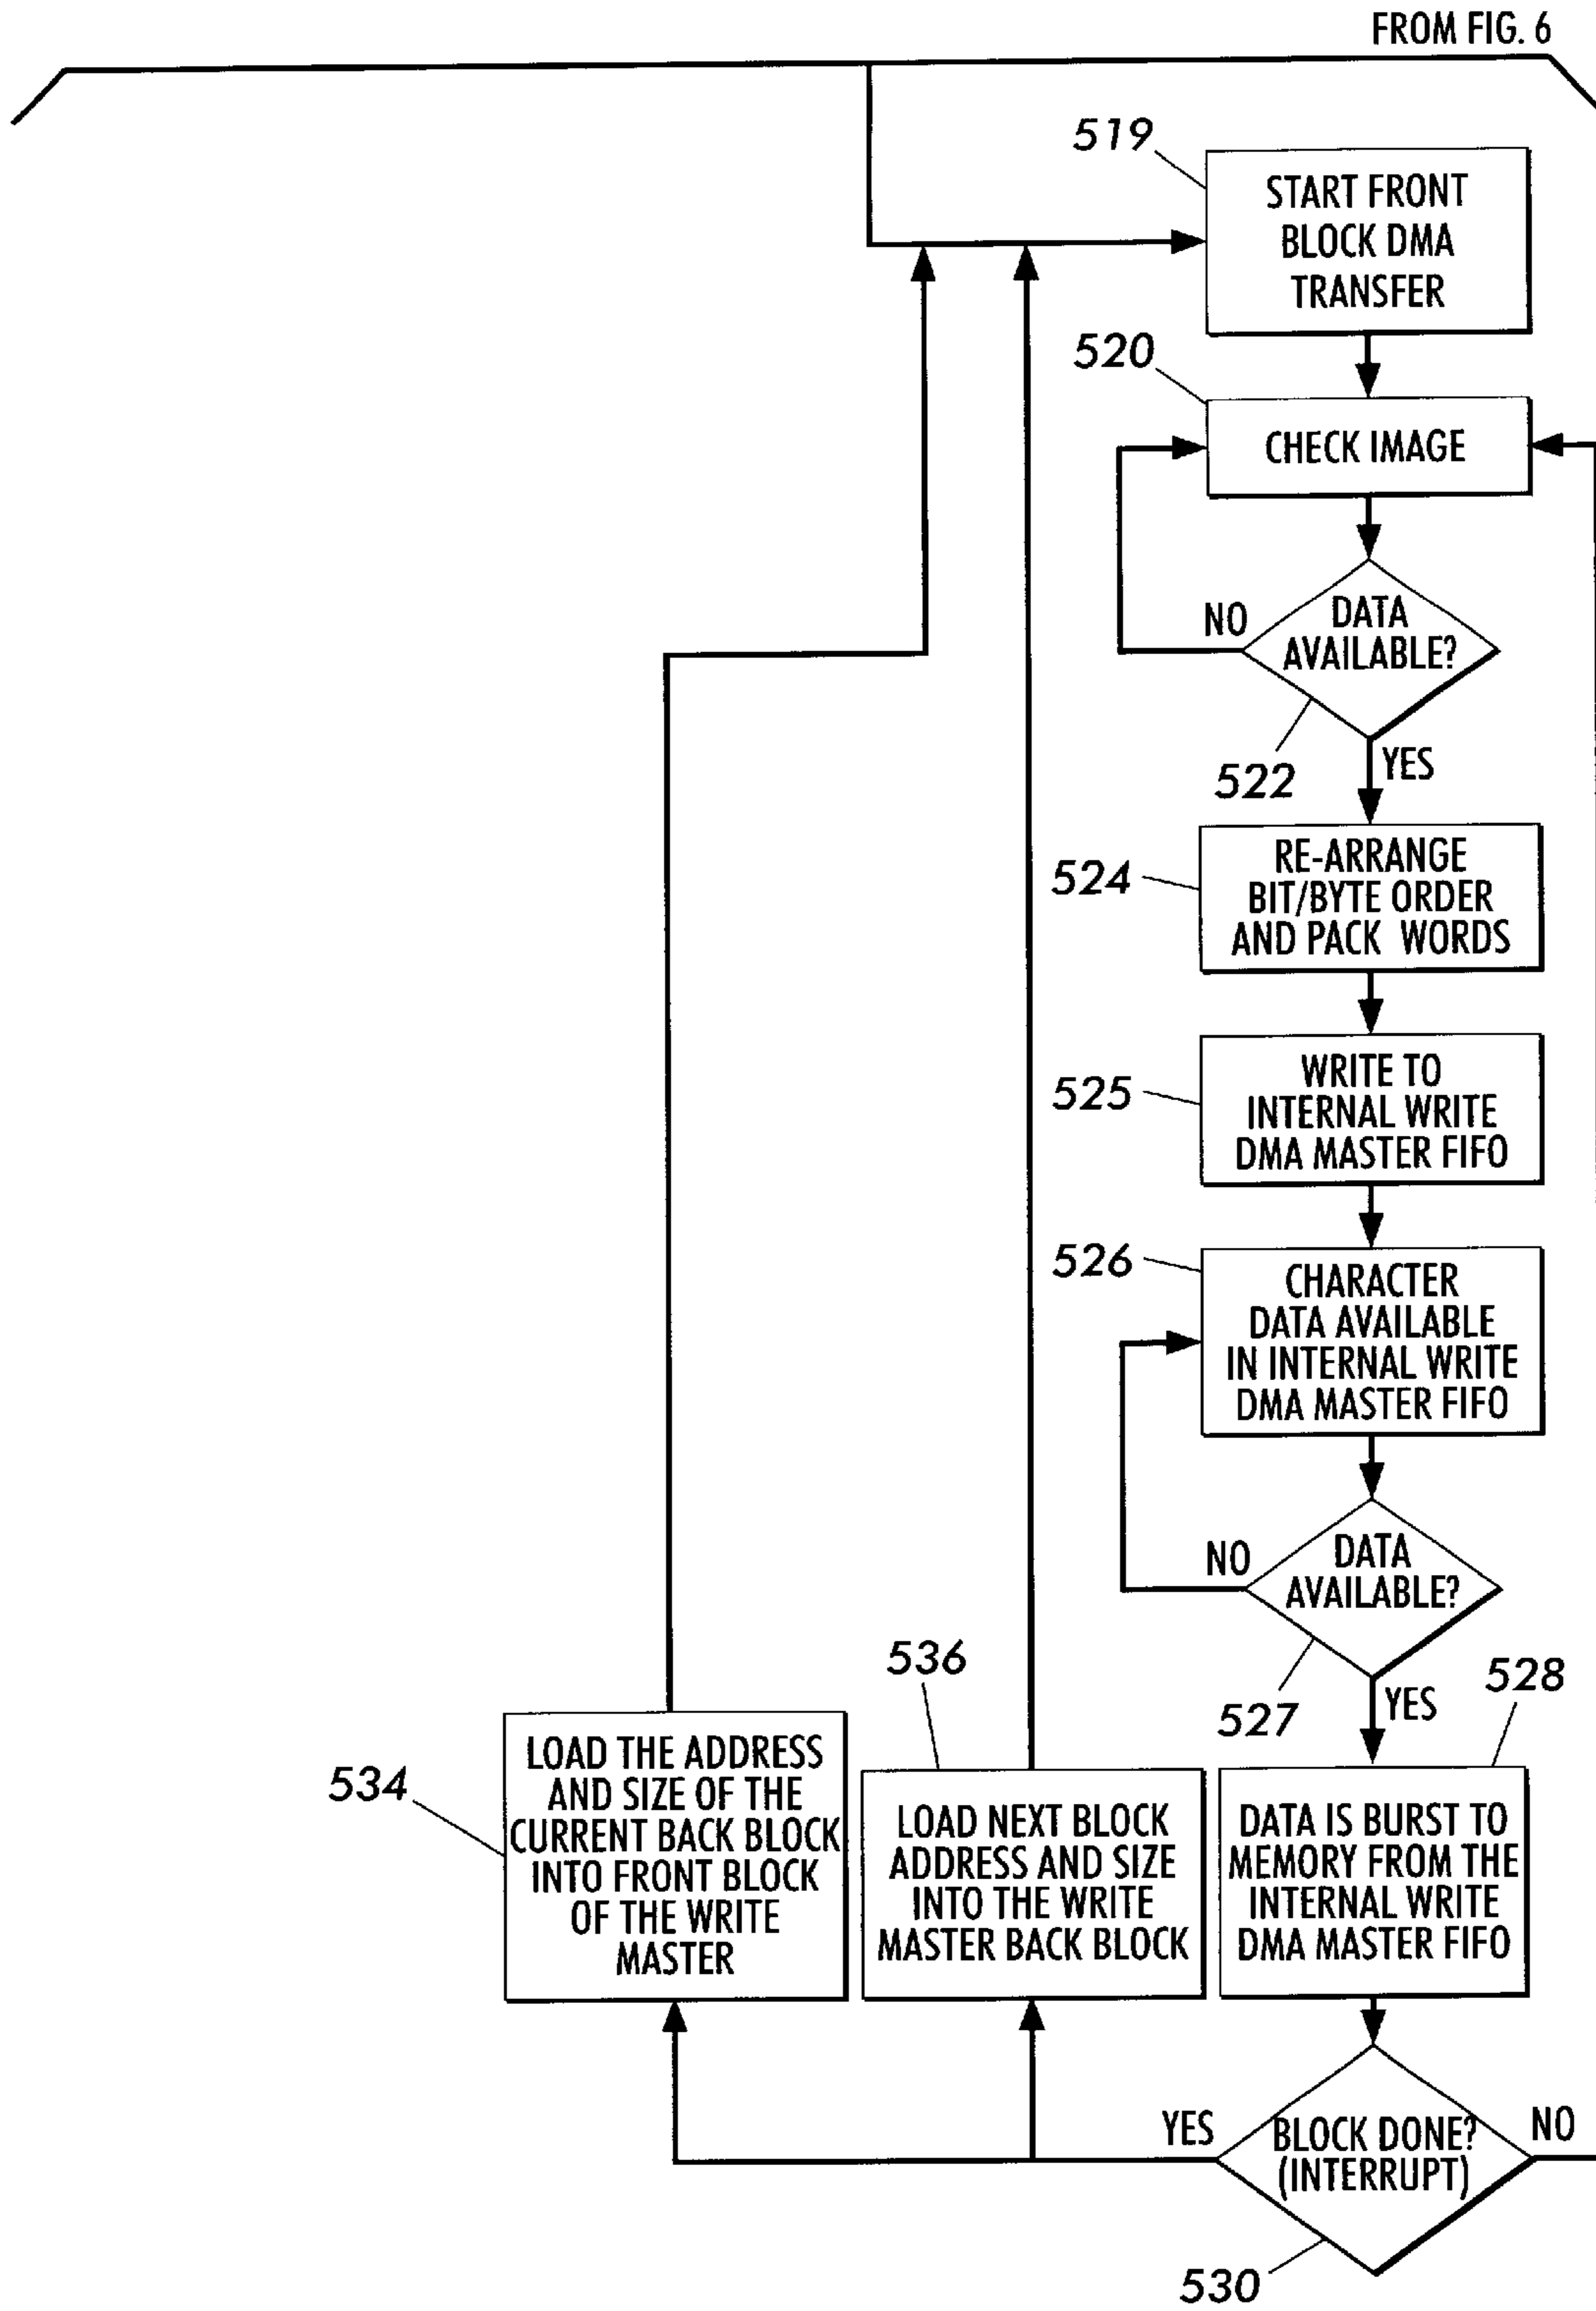 FROM FIG. 6
519
START FRONT
BLOCK DMA
TRANSFER
520
CHECK IMAGE
NO
DATA
AVAILABLE?
522
YES
524
RE-ARRANGE
BIT/BYTE ORDER
AND PACK WORDS
525
WRITE TO
INTERNAL WRITE
DMA MASTER FIFO
526
CHARACTER
DATA AVAILABLE
IN INTERNAL WRITE
DMA MASTER FIFO
NO
DATA
AVAILABLE?
527
YES
534
LOAD THE ADDRESS
AND SIZE OF THE
CURRENT BACK BLOCK
INTO FRONT BLOCK
OF THE WRITE
MASTER
536
LOAD NEXT BLOCK
ADDRESS AND SIZE
INTO THE WRITE
MASTER BACK BLOCK
528
DATA IS BURST TO
MEMORY FROM THE
INTERNAL WRITE
DMA MASTER FIFO
YES
BLOCK DONE?
(INTERRUPT)
NO
530